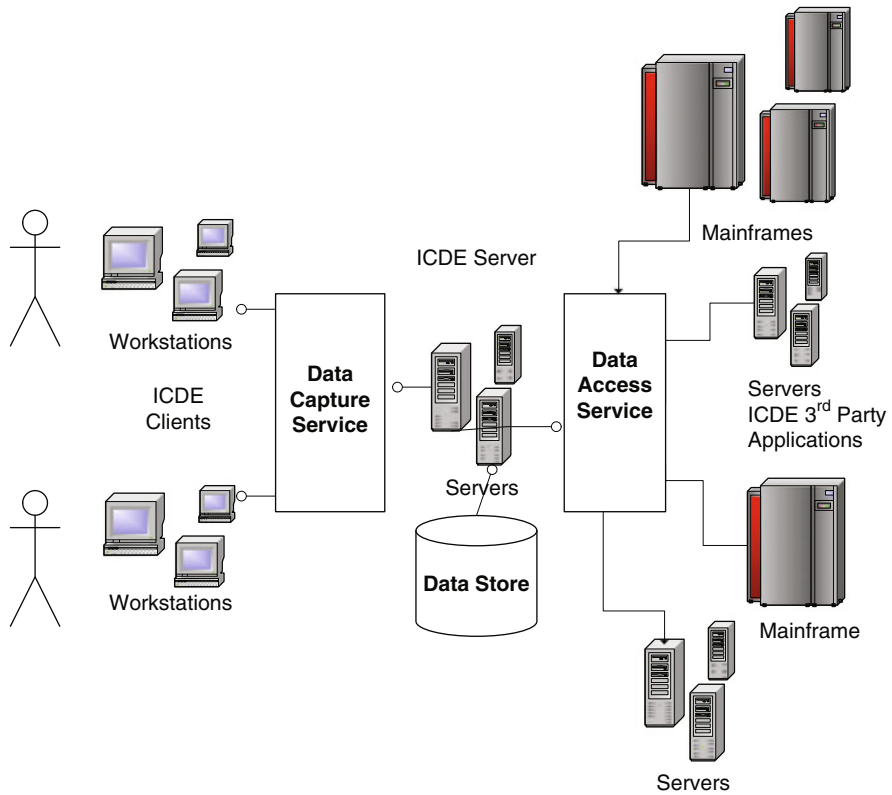 Mainframes
ICDE Server
Workstations
ICDE
Clients
Data
Capture
Service
Data
Access
Service
Servers
ICDE 3rd Party
Applications
Servers
Data Store
Workstations
Mainframe
Servers